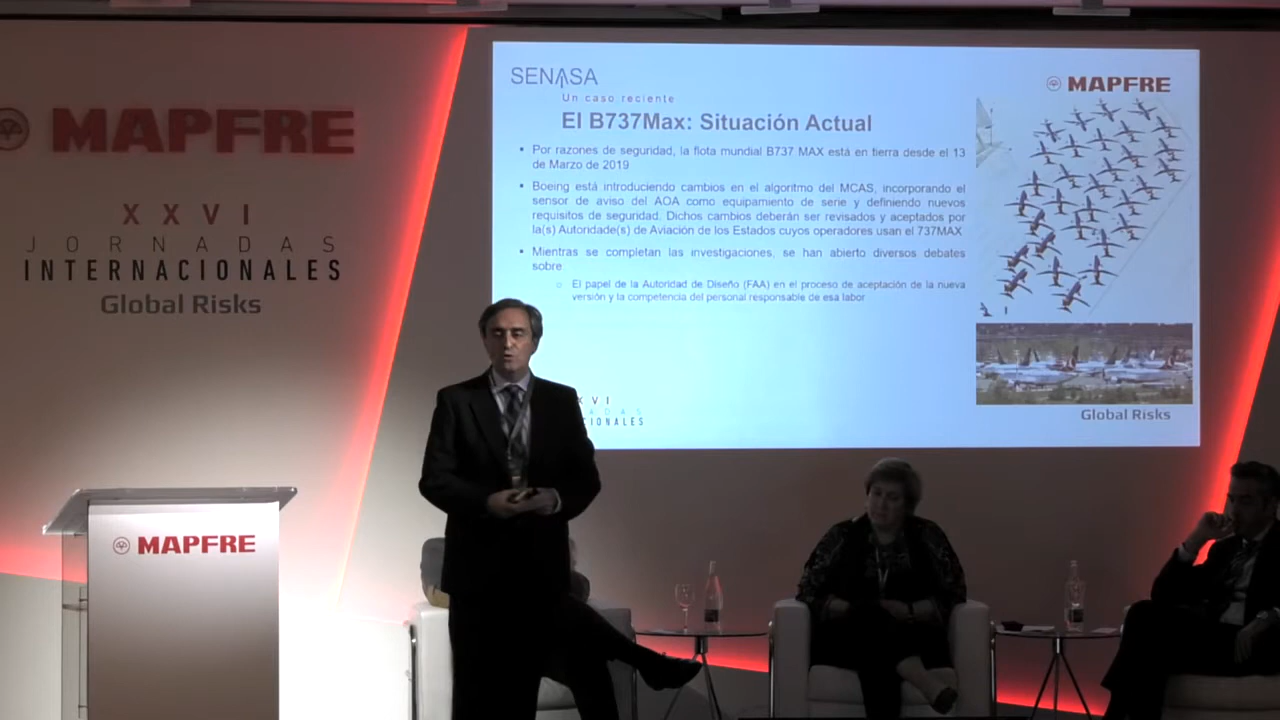 MAPFRE
XXVI
JORNADAS
INTERNACIONALES
Global Risks
SENASA
MAPFRE
Un caso reciente
El B737Max: Situación Actual
▪ Por razones de seguridad, la flota mundial B737 MAX está en tierra desde el 13
de Marzo de 2019
▪ Boeing está introduciendo cambios en el algoritmo del MCAS, incorporando el
sensor de aviso del AOA como equipamiento de serie y definiendo nuevos
requisitos de seguridad. Dichos cambios deberán ser revisados y aceptados por
la(s) Autoridade(s) de Aviación de los Estados cuyos operadores usan el 737MAX
▪ Mientras se completan las investigaciones, se han abierto diversos debates
sobre
o El papel de la Autoridad de Diseño (FAA) en el proceso de aceptación de la nueva
versión y la competencia del personal responsable de esa labor
XVI
ADAS
CIONALES
Global Risks
MAPFRE